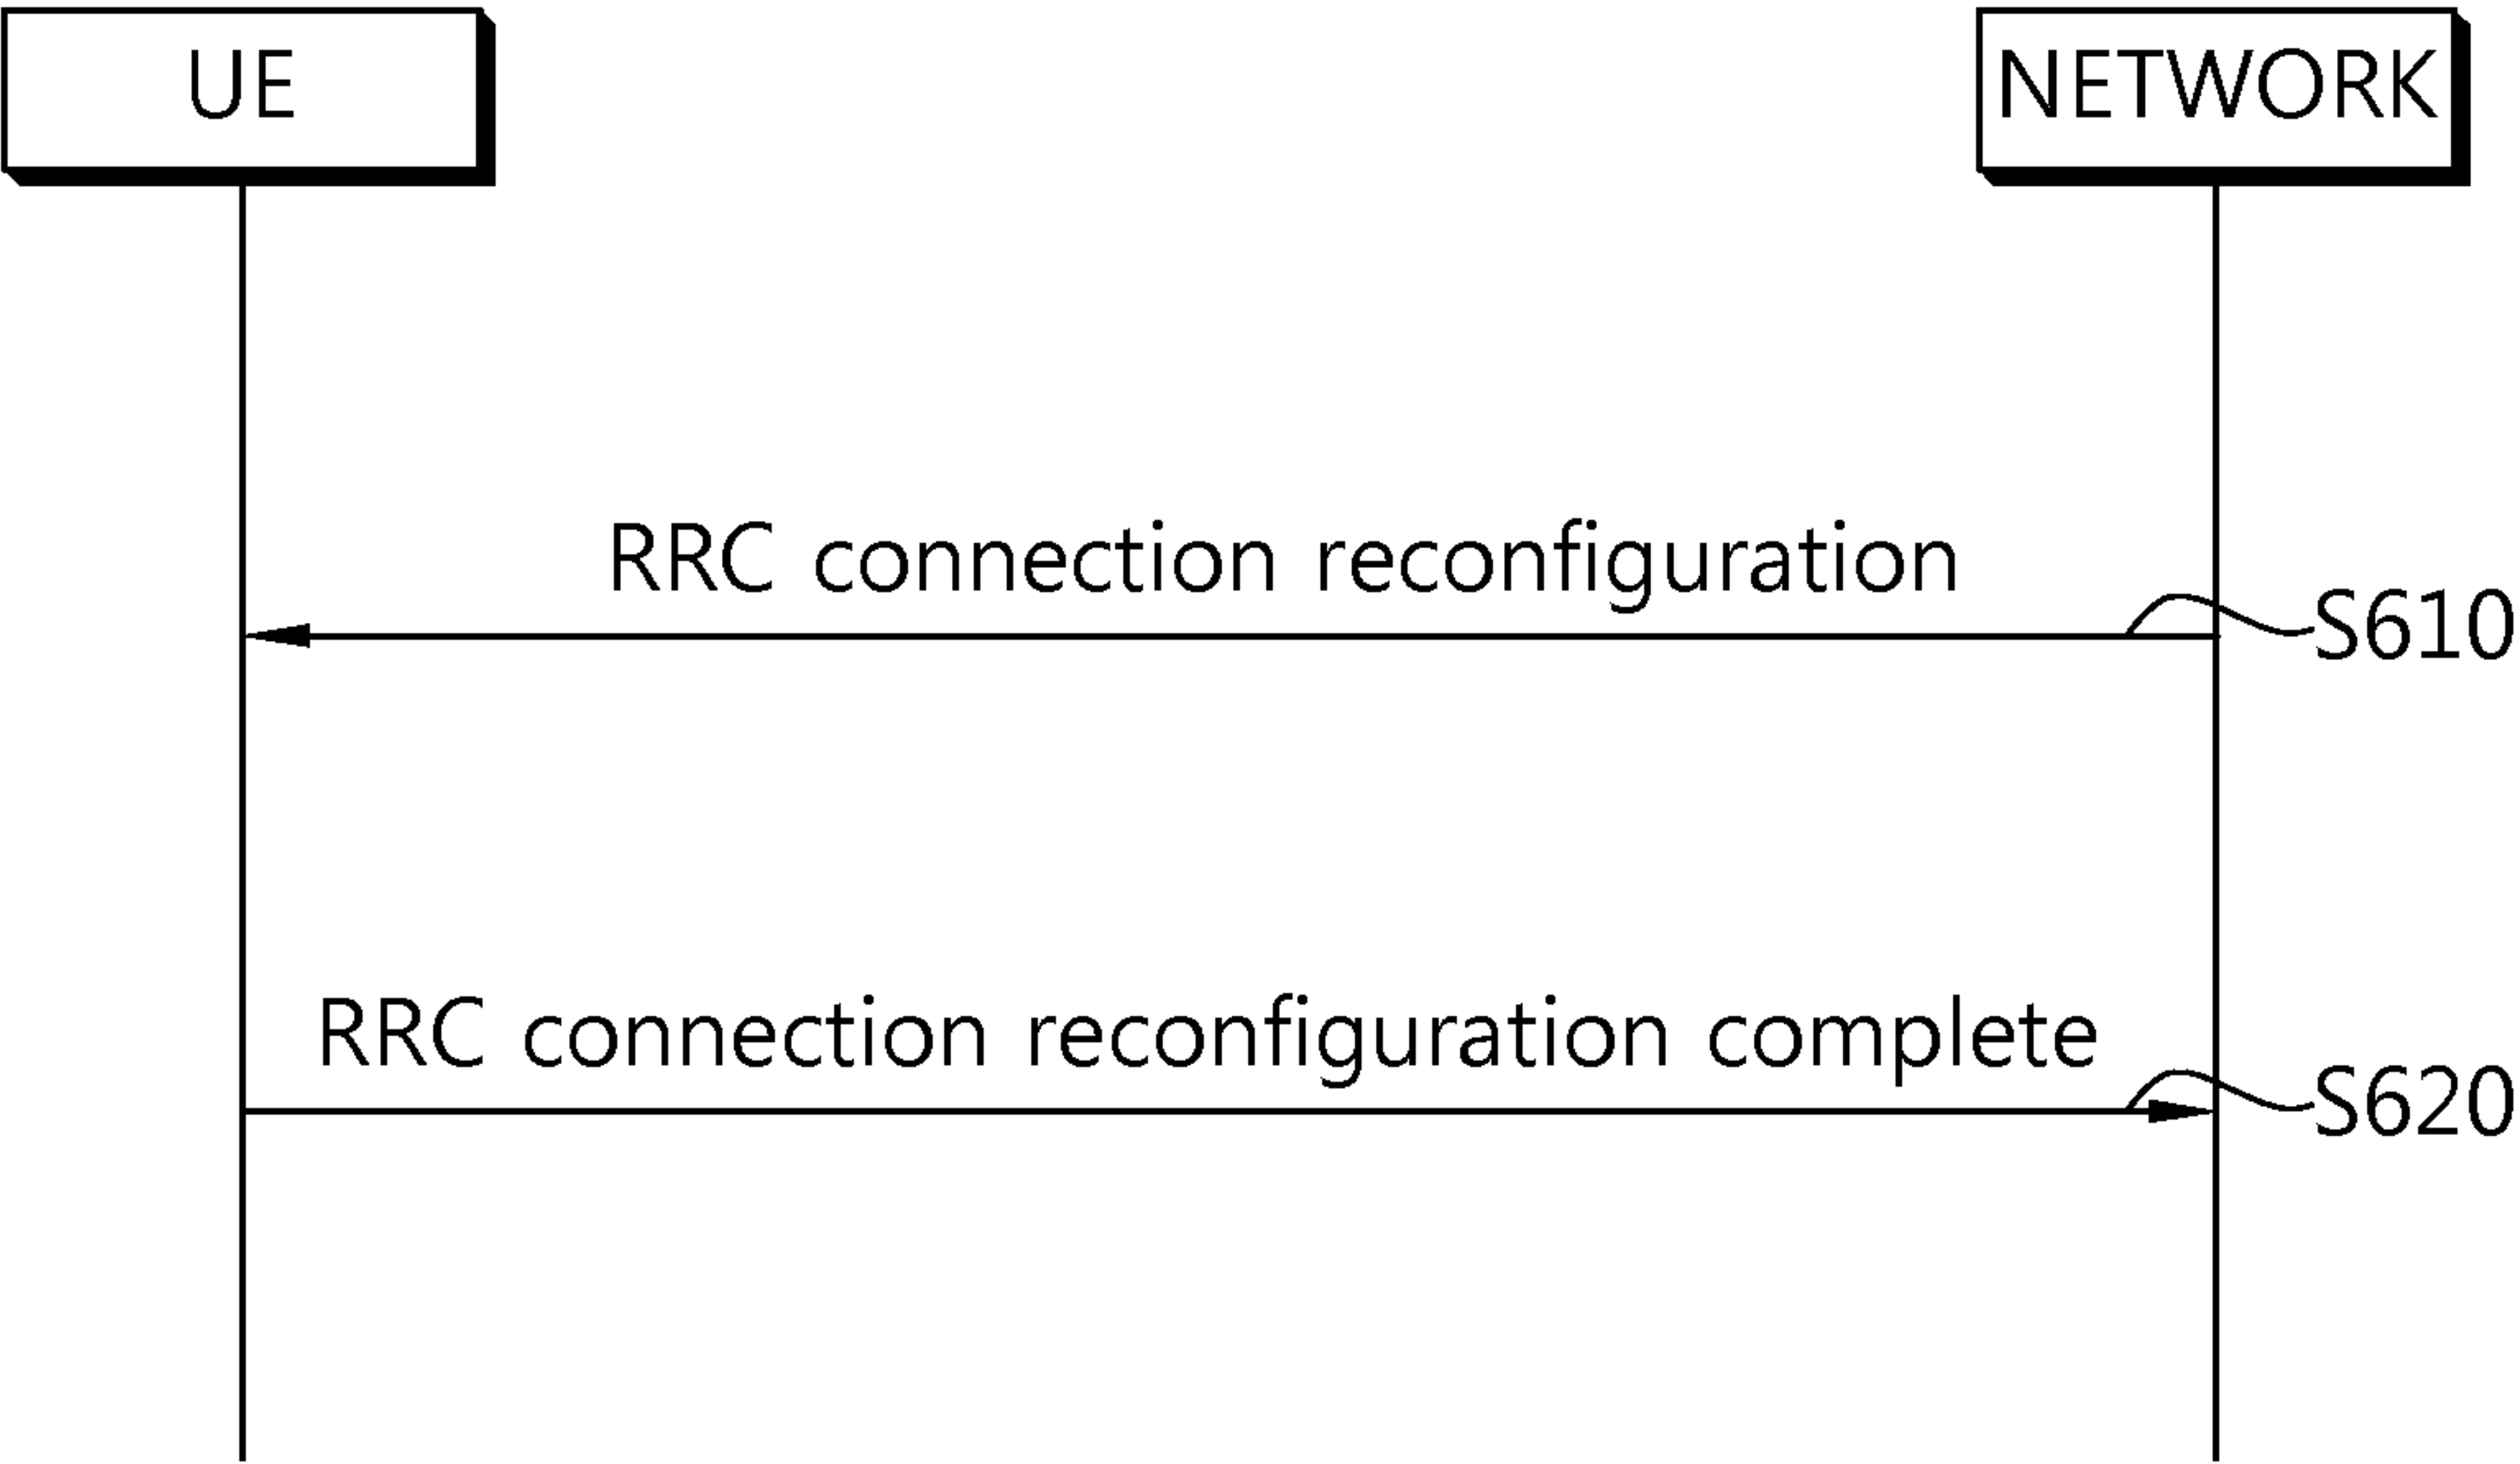 UE
NETWORK
RRC connection reconfiguration
S610
RRC connection reconfiguration complete
S620